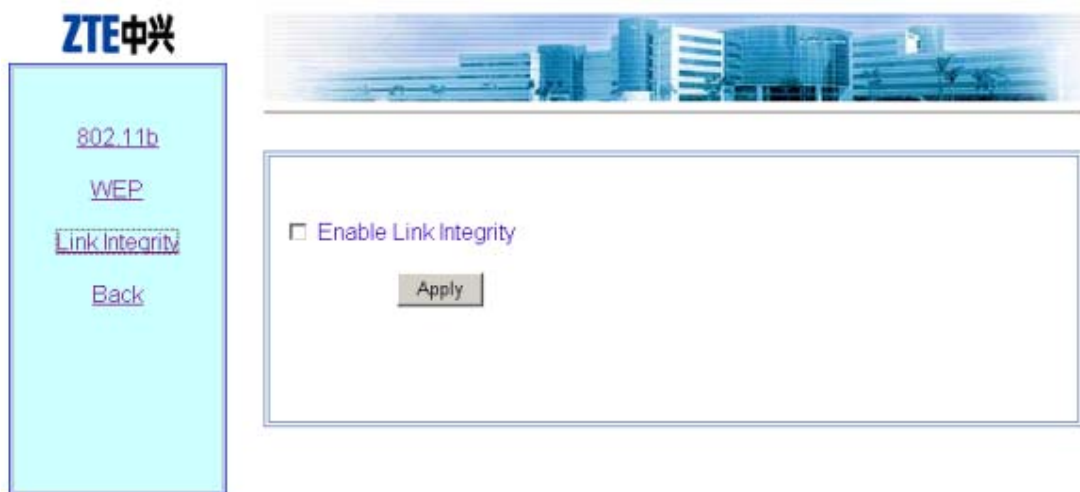 ZTE中兴
802.11b
WEP
Link Integrity
Back
Enable Link Integrity
Apply